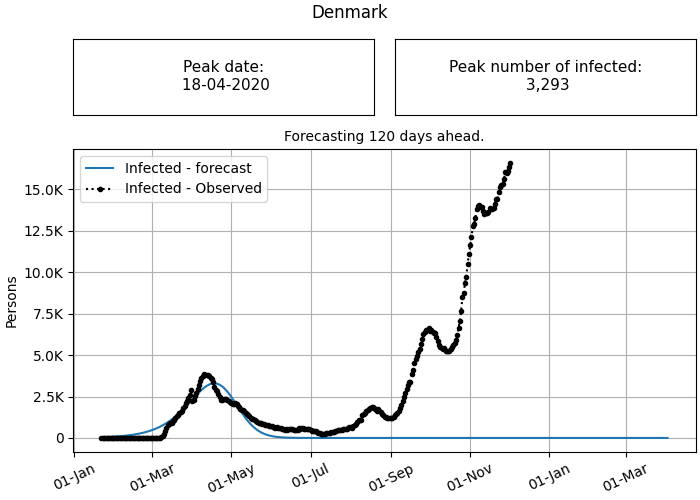 Denmark
Peak date:
18-04-2020
Peak number of infected:
3,293
Forecasting 120 days ahead.
Infected - forecast
Infected - Observed
Persons
15.0K
12.5K
10.0K
7.5K
5.0K
2.5K
0
01-Jan
01-Mar
01-May
01-Jul
01-Sep
01-Nov
01-Jan
01-Mar